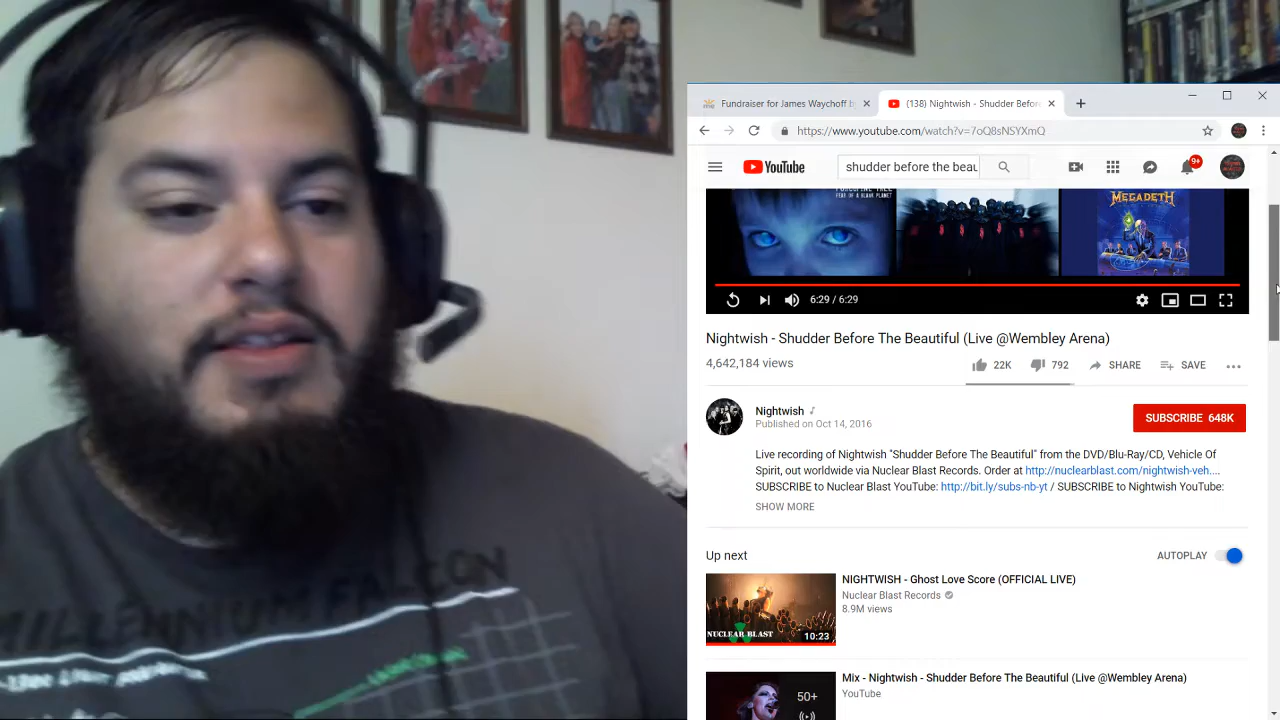 Fundraiser for James Waychoff b
(138) Nightwish - Shudder Before
https://www.youtube.com/watch?v=7oQ8sNSYXmQ
YouTube
shudder before the beau
9+
FEAR OF A BLANK PLANET
MEGADETH
6:29 / 6:29
Nightwish - Shudder Before The Beautiful (Live @Wembley Arena)
4,642,184 views
22K
792
SHARE
SAVE
Nightwish
Published on Oct 14, 2016
SUBSCRIBE 648K
Live recording of Nightwish "Shudder Before The Beautiful" from the DVD/Blu-Ray/CD, Vehicle Of
Spirit, out worldwide via Nuclear Blast Records. Order at http://nuclearblast.com/nightwish-veh....
SUBSCRIBE to Nuclear Blast YouTube: http://bit.ly/subs-nb-yt / SUBSCRIBE to Nightwish YouTube:
SHOW MORE
Up next
AUTOPLAY
NIGHTWISH - Ghost Love Score (OFFICIAL LIVE)
Nuclear Blast Records
8.9M views
NUCLEAR BLAST
10:23
Mix - Nightwish - Shudder Before The Beautiful (Live @Wembley Arena)
YouTube
50+
FALCON